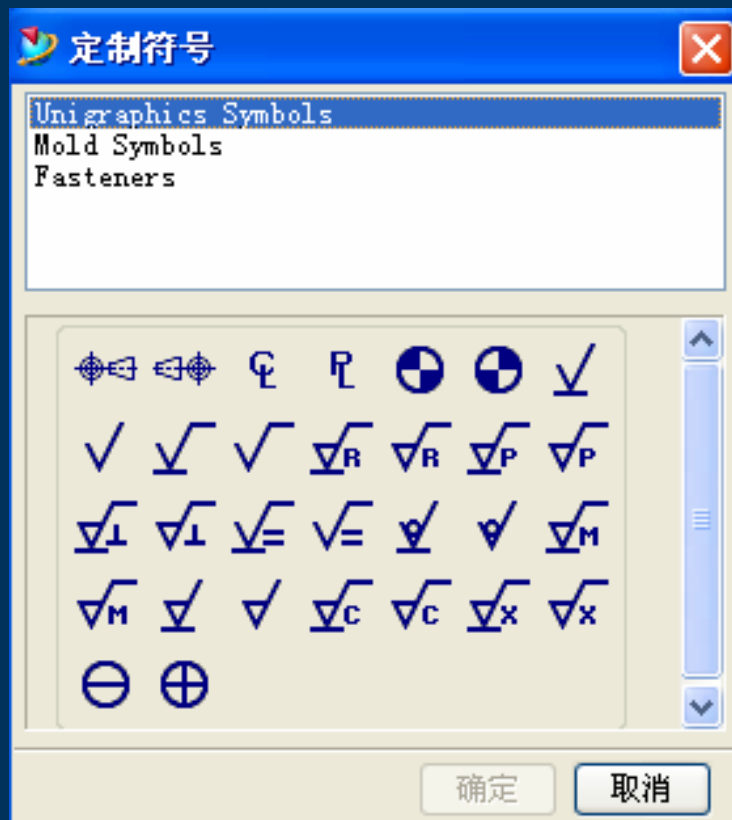 定制符号
Unigraphics Symbols
Mold Symbols
Fasteners
R R P P
M
M C C X X
确定 取消